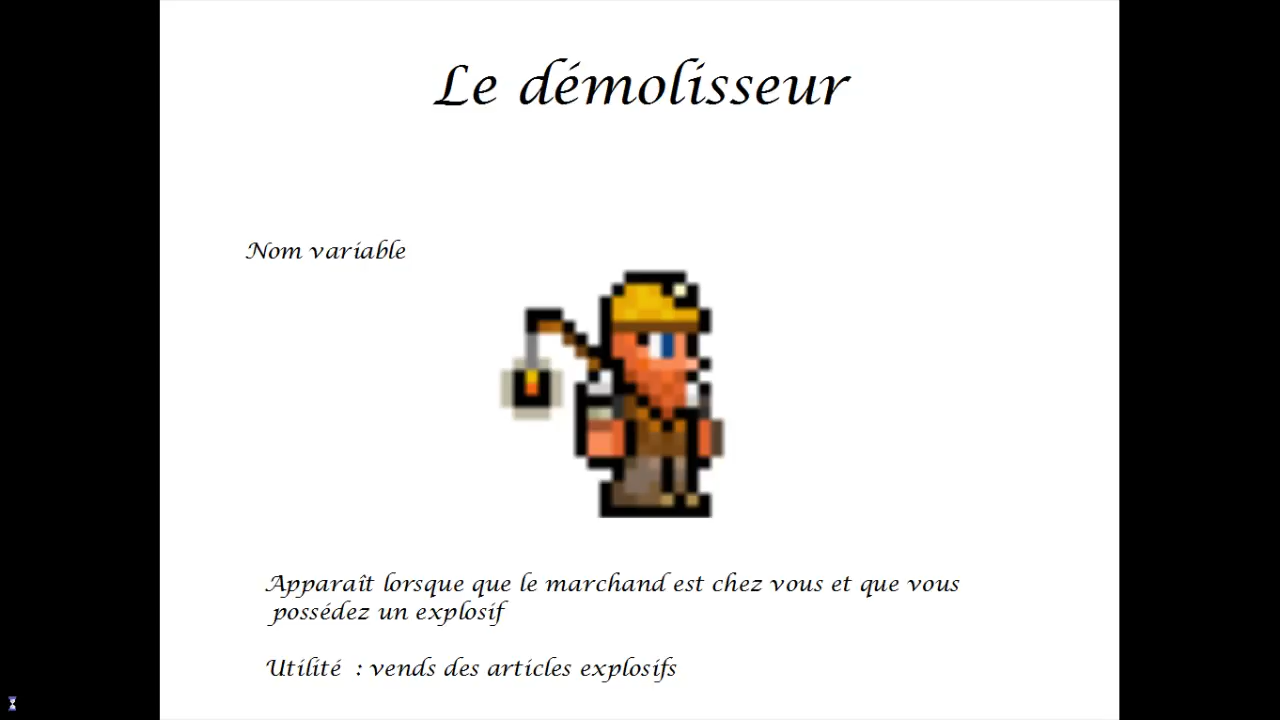 Le démolisseur
Nom variable
Apparaît lorsque que le marchand est chez vous et que vous
possédez un explosif
Utilité : vends des articles explosifs